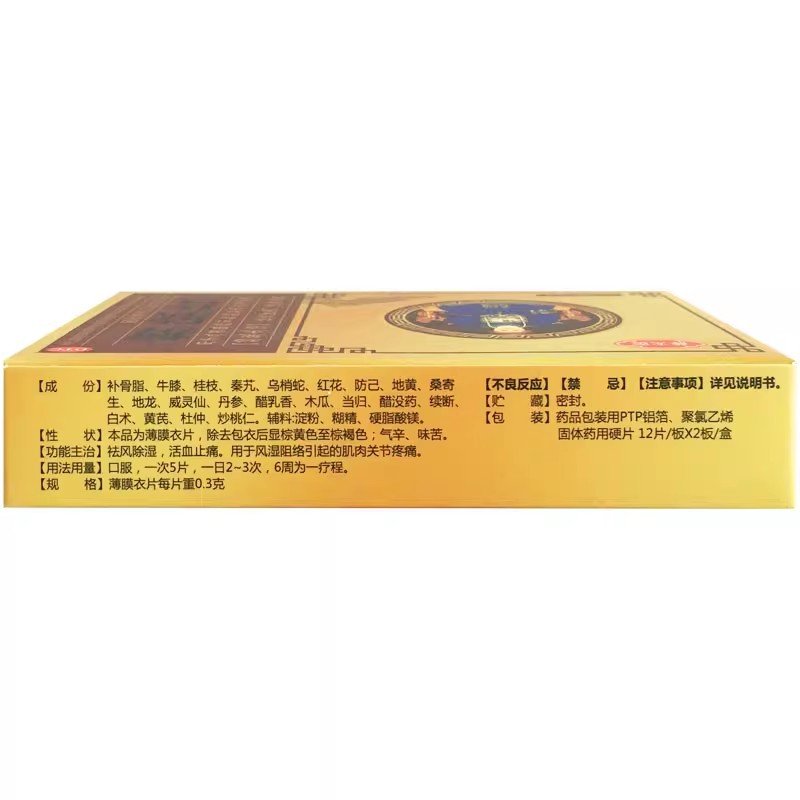 【成　份】补骨脂、牛膝、桂枝、秦艽、乌梢蛇、红花、防己、地黄、桑寄
生、地龙、威灵仙、丹参、醋乳香、木瓜、当归、醋没药、续断、
白术、黄芪、杜仲、炒桃仁。辅料:淀粉、糊精、硬脂酸镁。
【性　状】本品为薄膜衣片，除去包衣后显棕黄色至棕褐色；气辛、味苦。
【功能主治】祛风除湿，活血止痛。用于风湿阻络引起的肌肉关节疼痛。
【用法用量】口服，一次5片，一日2~3次，6周为一疗程。
【规　格】薄膜衣片每片重0.3克
【不良反应】【禁　忌】【注意事项】详见说明书。
【贮　藏】密封。
【包　装】药品包装用PTP铝箔、聚氯乙烯
固体药用硬片 12片/板X2板/盒